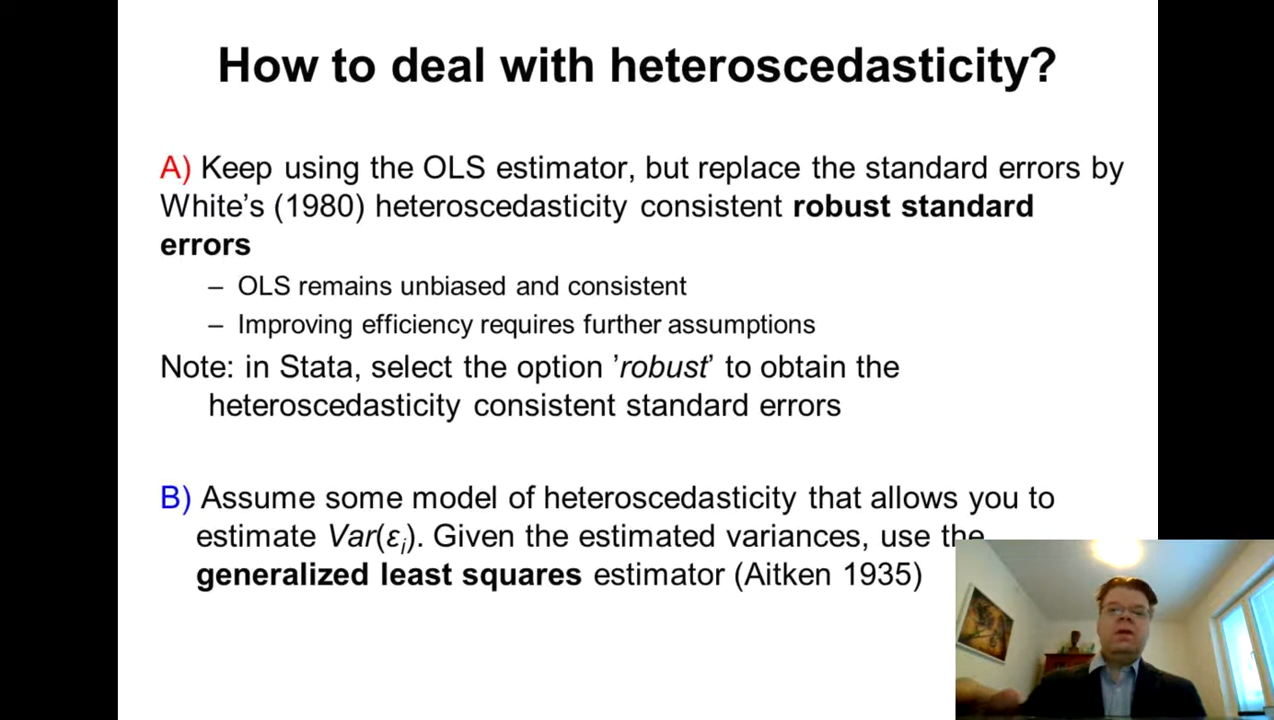 How to deal with heteroscedasticity?
A) Keep using the OLS estimator, but replace the standard errors by
White's (1980) heteroscedasticity consistent robust standard
errors
– OLS remains unbiased and consistent
– Improving efficiency requires further assumptions
Note: in Stata, select the option ’robust’ to obtain the
heteroscedasticity consistent standard errors
B) Assume some model of heteroscedasticity that allows you to
estimate Var(εi). Given the estimated variances, use the
generalized least squares estimator (Aitken 1935)